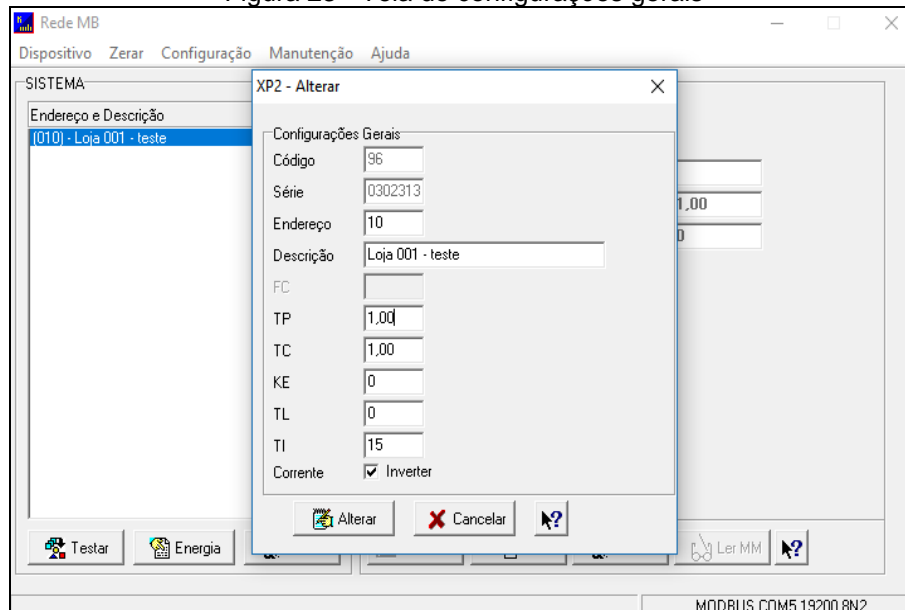 Rede MB
Dispositivo Zerar Configuração Manutenção Ajuda
SISTEMA
Endereço e Descrição
(010) - Loja 001 - teste
XP2 - Alterar
Configurações Gerais
Código 96
Série 0302313
Endereço 10
Descrição Loja 001 - teste
FC
TP 1,00
TC 1,00
KE 0
TL 0
TI 15
Corrente Inverter
Alterar Cancelar
1,00
0
Testar Energia Ler MM
MODBUS COM5 19200 8N2